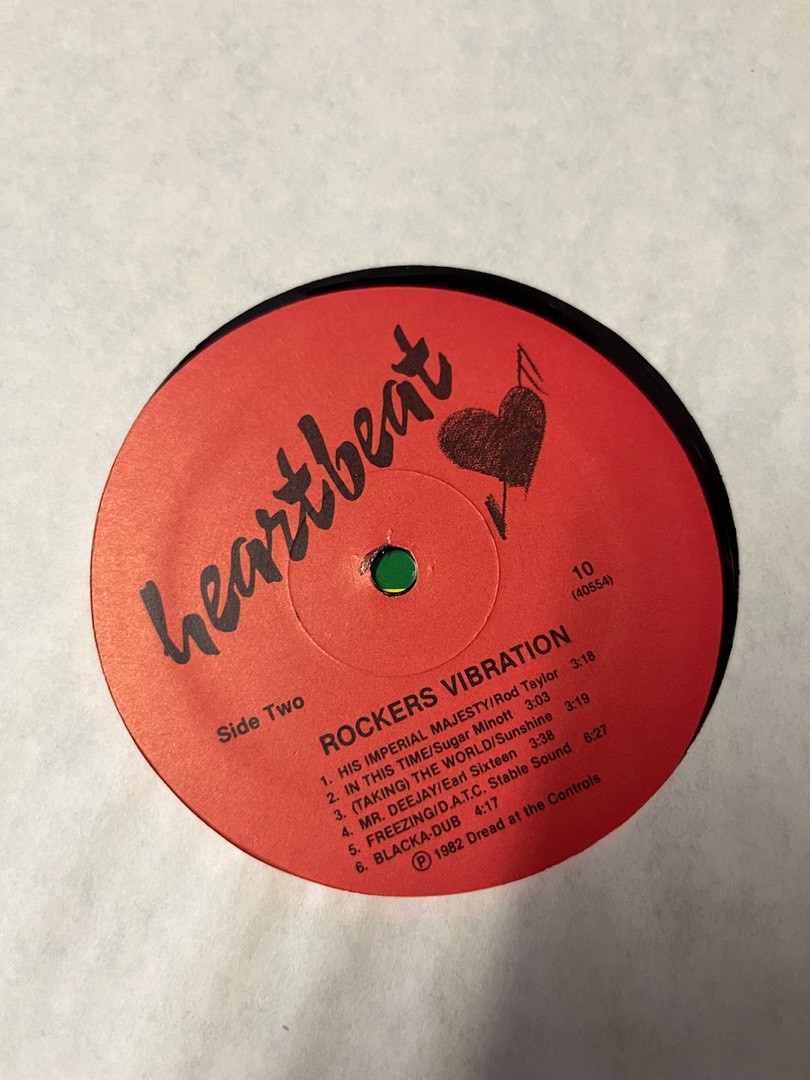 heartbeat
10
(40554)
Side Two
ROCKERS VIBRATION
1. HIS IMPERIAL MAJESTY/Rod Taylor 3:18
2. IN THIS TIME/Sugar Minott 3:03
3. (TAKING) THE WORLD/Sunshine 3:19
4. MR. DEEJAY/Earl Sixteen 3:38
5. FREEZING/D.A.T.C. Stable Sound 6:27
6. BLACKA-DUB 4:17
Ⓟ 1982 Dread at the Controls